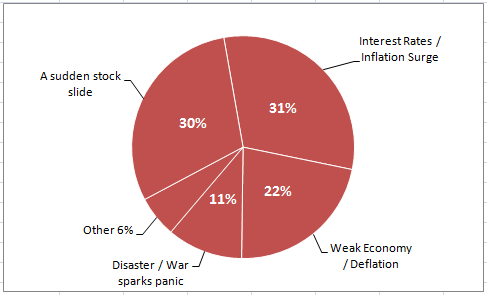 Interest Rates /
Inflation Surge
A sudden stock
slide
31%
30%
22%
11%
Other 6%
Weak Economy
/ Deflation
Disaster / War
sparks panic